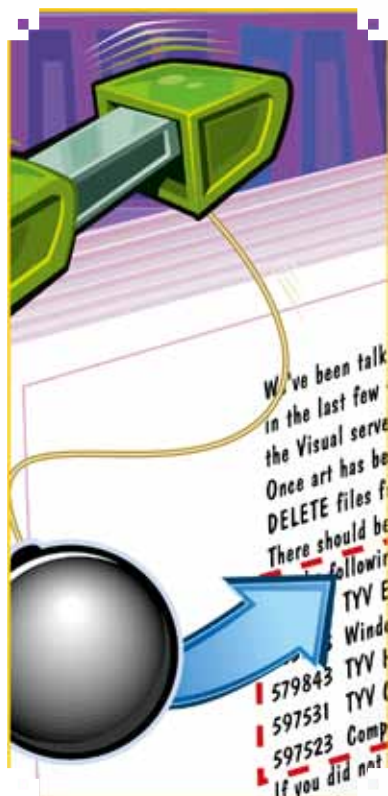 We've been talk
in the last few
the Visual serve
Once art has be
DELETE files f
There should be
followin
TYV E
Windo
579843 TYV
597531 TYV
597523 Comp
If you did not